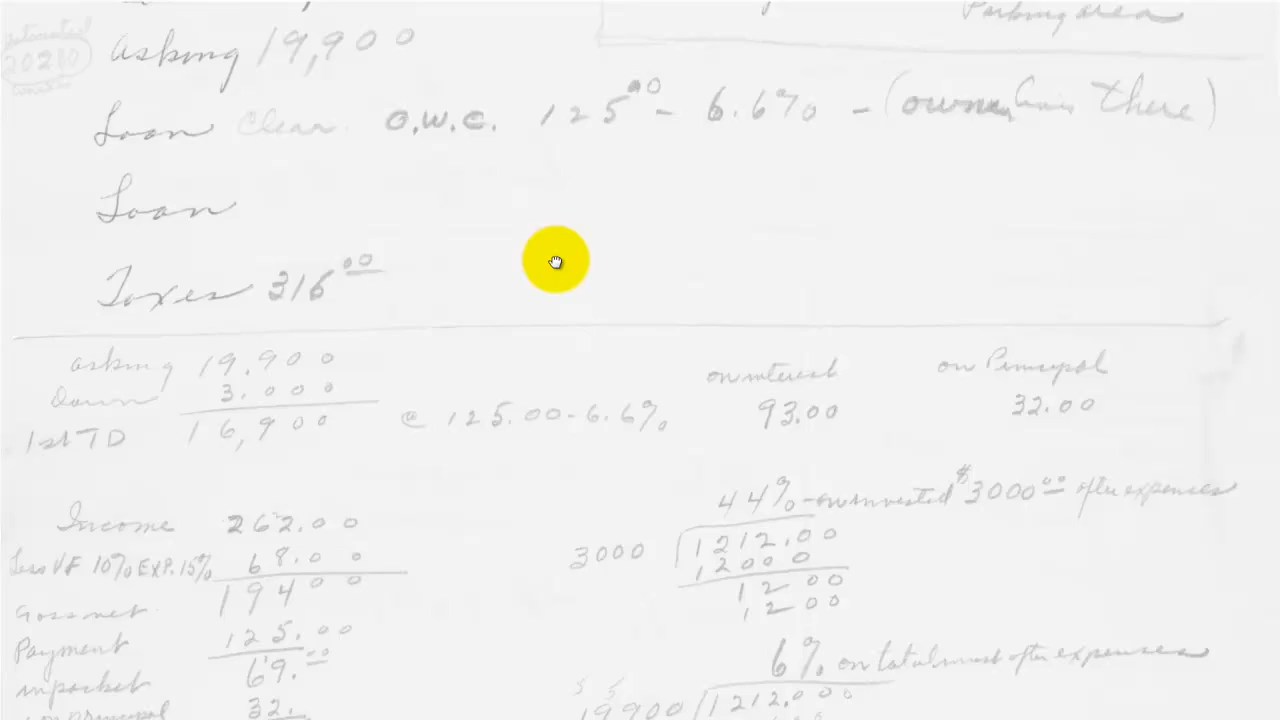 Parking area
Estimated
20280
asking 19,900
Loan Clear. O.W.C. 125⁰⁰ - 6.6% - (owner lives there)
Loan
Taxes 316⁰⁰
asking 19,900
Down 3.000
1st TD 16,900 @ 125.00-6.6%
on interest on Principal
93.00 32.00
Income 262.00
Less VF 10% EXP. 15% 68.00
Gross net 194⁰⁰
Payment 125.00
in pocket 69.⁰⁰
on principal 32.
44% - on invested $3000⁰⁰ after expenses
3000 1212.00
1200 0
12 00
12 00
6% on total invest after expenses
19900 1212.000